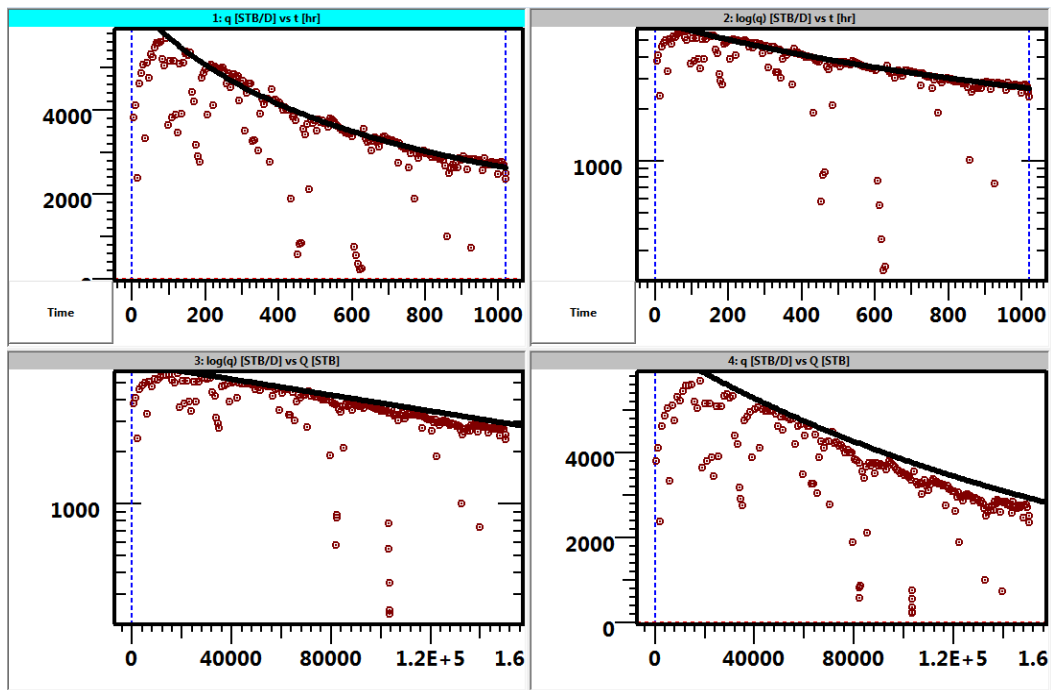 1: q [STB/D] vs t [hr]
4000
2000
Time
0 200 400 600 800 1000
2: log(q) [STB/D] vs t [hr]
1000
Time
0 200 400 600 800 1000
3: log(q) [STB/D] vs Q [STB]
1000
0 40000 80000 1.2E+5 1.6
4: q [STB/D] vs Q [STB]
4000
2000
0
0 40000 80000 1.2E+5 1.6